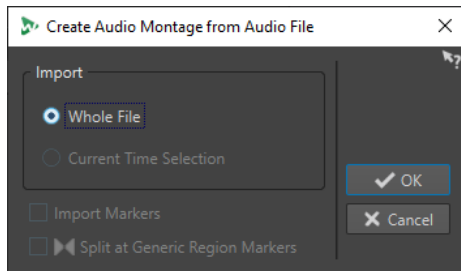 Create Audio Montage from Audio File
?
Import
Whole File
Current Time Selection
OK
Import Markers
Cancel
Split at Generic Region Markers